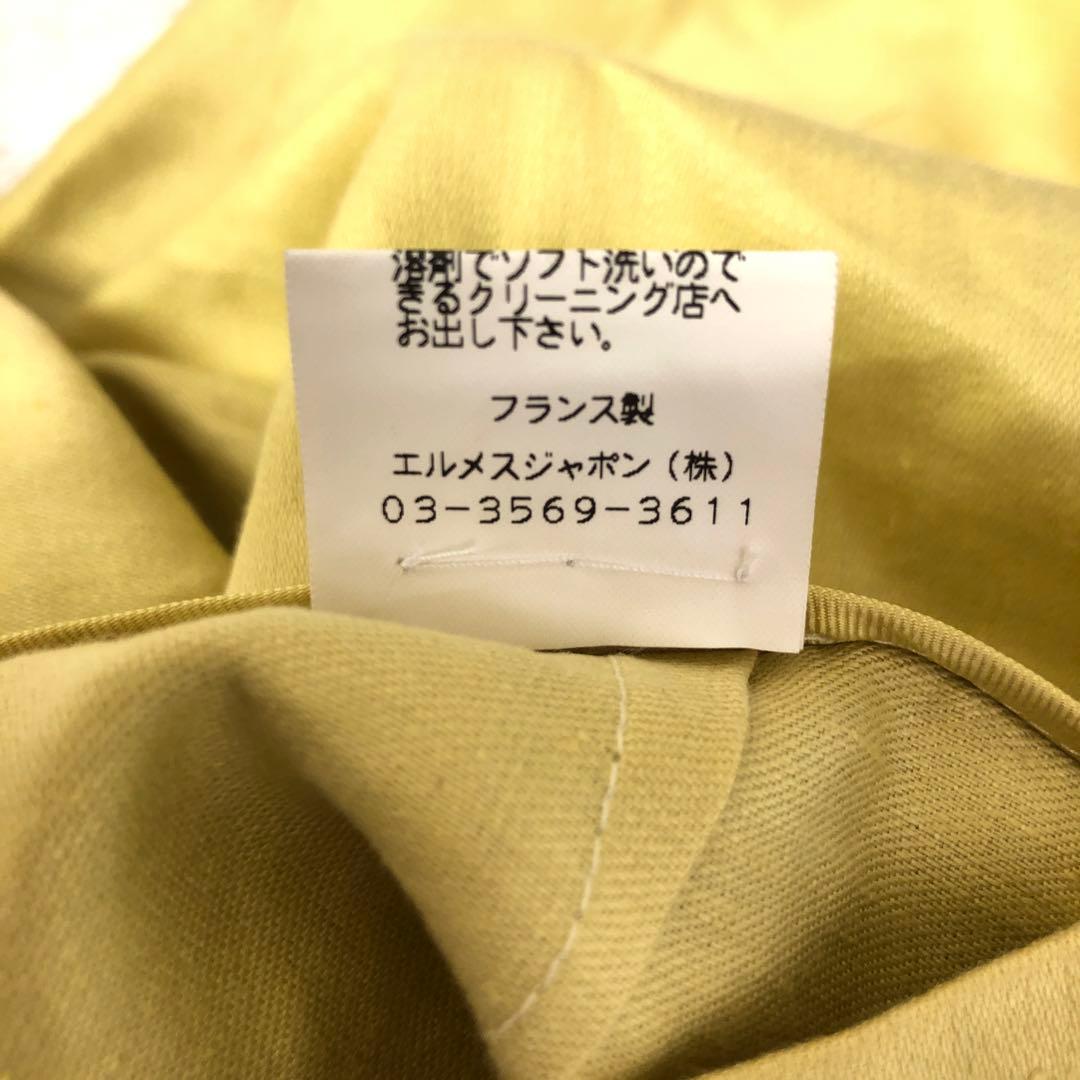 溶剤でソフト洗いので
きるクリーニング店へ
お出し下さい。
フランス製
エルメスジャポン（株）
03-3569-3611